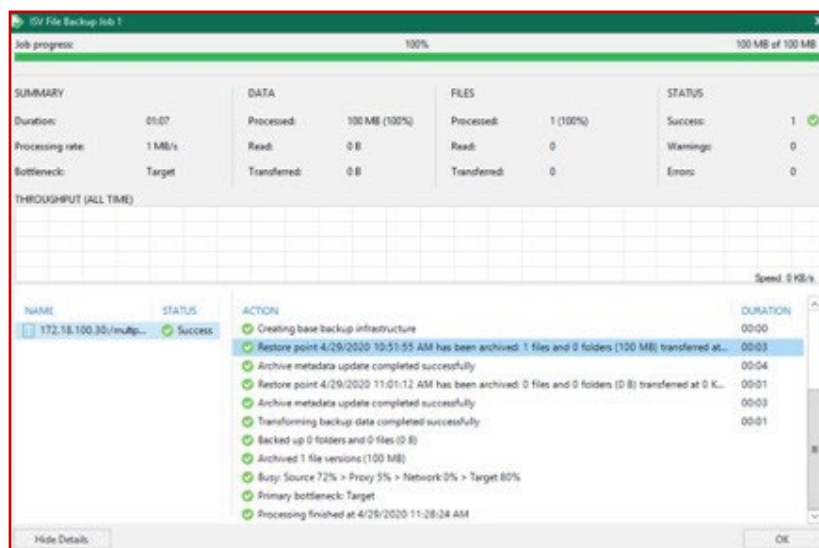 ISV File Backup Job 1
Job progress: 100% 100 MB of 100 MB
SUMMARY DATA FILES STATUS
Duration: 01:07 Processed: 100 MB (100%) Processed: 1 (100%) Success: 1
Processing rate: 1 MB/s Read: 0 B Read: 0 Warnings: 0
Bottleneck: Target Transferred: 0 B Transferred: 0 Errors: 0
THROUGHPUT (ALL TIME)
Speed: 0 KB/s
NAME STATUS ACTION DURATION
172.18.100.30:/multip... Success Creating base backup infrastructure 00:00
Restore point 4/29/2020 10:51:55 AM has been archived: 1 files and 0 folders (100 MB) transferred at... 00:03
Archive metadata update completed successfully 00:04
Restore point 4/29/2020 11:01:12 AM has been archived: 0 files and 0 folders (0 B) transferred at 0 K... 00:01
Archive metadata update completed successfully 00:03
Transforming backup data completed successfully 00:01
Backed up 0 folders and 0 files (0 B)
Archived 1 file versions (100 MB)
Busy: Source 72% > Proxy 5% > Network 0% > Target 80%
Primary bottleneck: Target
Processing finished at 4/29/2020 11:28:24 AM
Hide Details OK